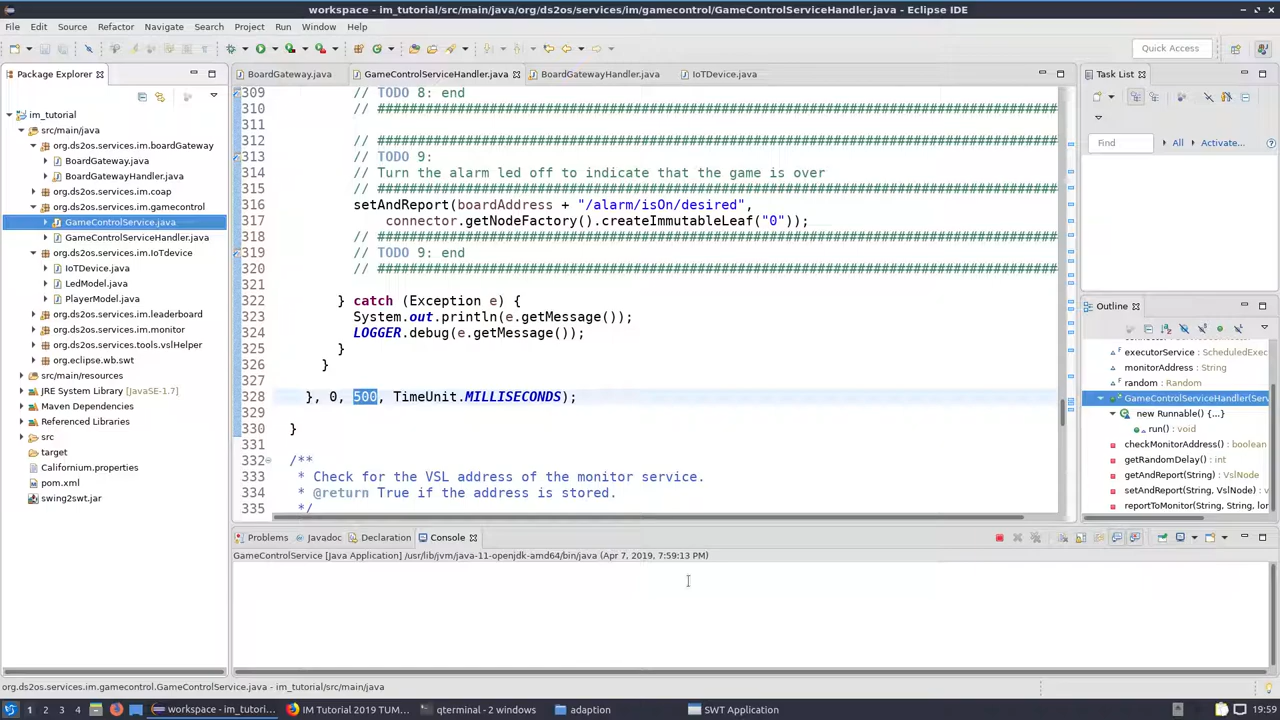 workspace - im_tutorial/src/main/java/org/ds2os/services/im/gamecontrol/GameControlServiceHandler.java - Eclipse IDE
File Edit Source Refactor Navigate Search Project Run Window Help
Quick Access
Package Explorer
BoardGateway.java GameControlServiceHandler.java BoardGatewayHandler.java IoTDevice.java
Task List
im_tutorial
src/main/java
org.ds2os.services.im.boardGateway
BoardGateway.java
BoardGatewayHandler.java
org.ds2os.services.im.coap
org.ds2os.services.im.gamecontrol
GameControlService.java
GameControlServiceHandler.java
org.ds2os.services.im.IoTdevice
IoTDevice.java
LedModel.java
PlayerModel.java
org.ds2os.services.im.leaderboard
org.ds2os.services.im.monitor
org.ds2os.services.tools.vslHelper
org.eclipse.wb.swt
src/main/resources
JRE System Library [JavaSE-1.7]
Maven Dependencies
Referenced Libraries
src
target
Californium.properties
pom.xml
swing2swt.jar
309 // TODO 8: end
310 // ################################################################################
311
312 // ################################################################################
313 // TODO 9:
314 // Turn the alarm led off to indicate that the game is over
315 // ################################################################################
316 setAndReport(boardAddress + "/alarm/isOn/desired",
317 connector.getNodeFactory().createImmutableLeaf("0"));
318 // ################################################################################
319 // TODO 9: end
320 // ################################################################################
321
322 } catch (Exception e) {
323 System.out.println(e.getMessage());
324 LOGGER.debug(e.getMessage());
325 }
326 }
327
328 }, 0, 500, TimeUnit.MILLISECONDS);
329
330 }
331
332 /**
333 * Check for the VSL address of the monitor service.
334 * @return True if the address is stored.
335 */
Find All Activate...
Outline
executorService : ScheduledExec
monitorAddress : String
random : Random
GameControlServiceHandler(Serv
new Runnable() {...}
run() : void
checkMonitorAddress() : boolean
getRandomDelay() : int
getAndReport(String) : VslNode
setAndReport(String, VslNode) :
reportToMonitor(String, String, lor
Problems Javadoc Declaration Console
GameControlService [Java Application] /usr/lib/jvm/java-11-openjdk-amd64/bin/java (Apr 7, 2019, 7:59:13 PM)
org.ds2os.services.im.gamecontrol.GameControlService.java - im_tutorial/src/main/java
1 2 3 4 workspace - im_tutori... IM Tutorial 2019 TUM... qterminal - 2 windows adaption SWT Application 19:59